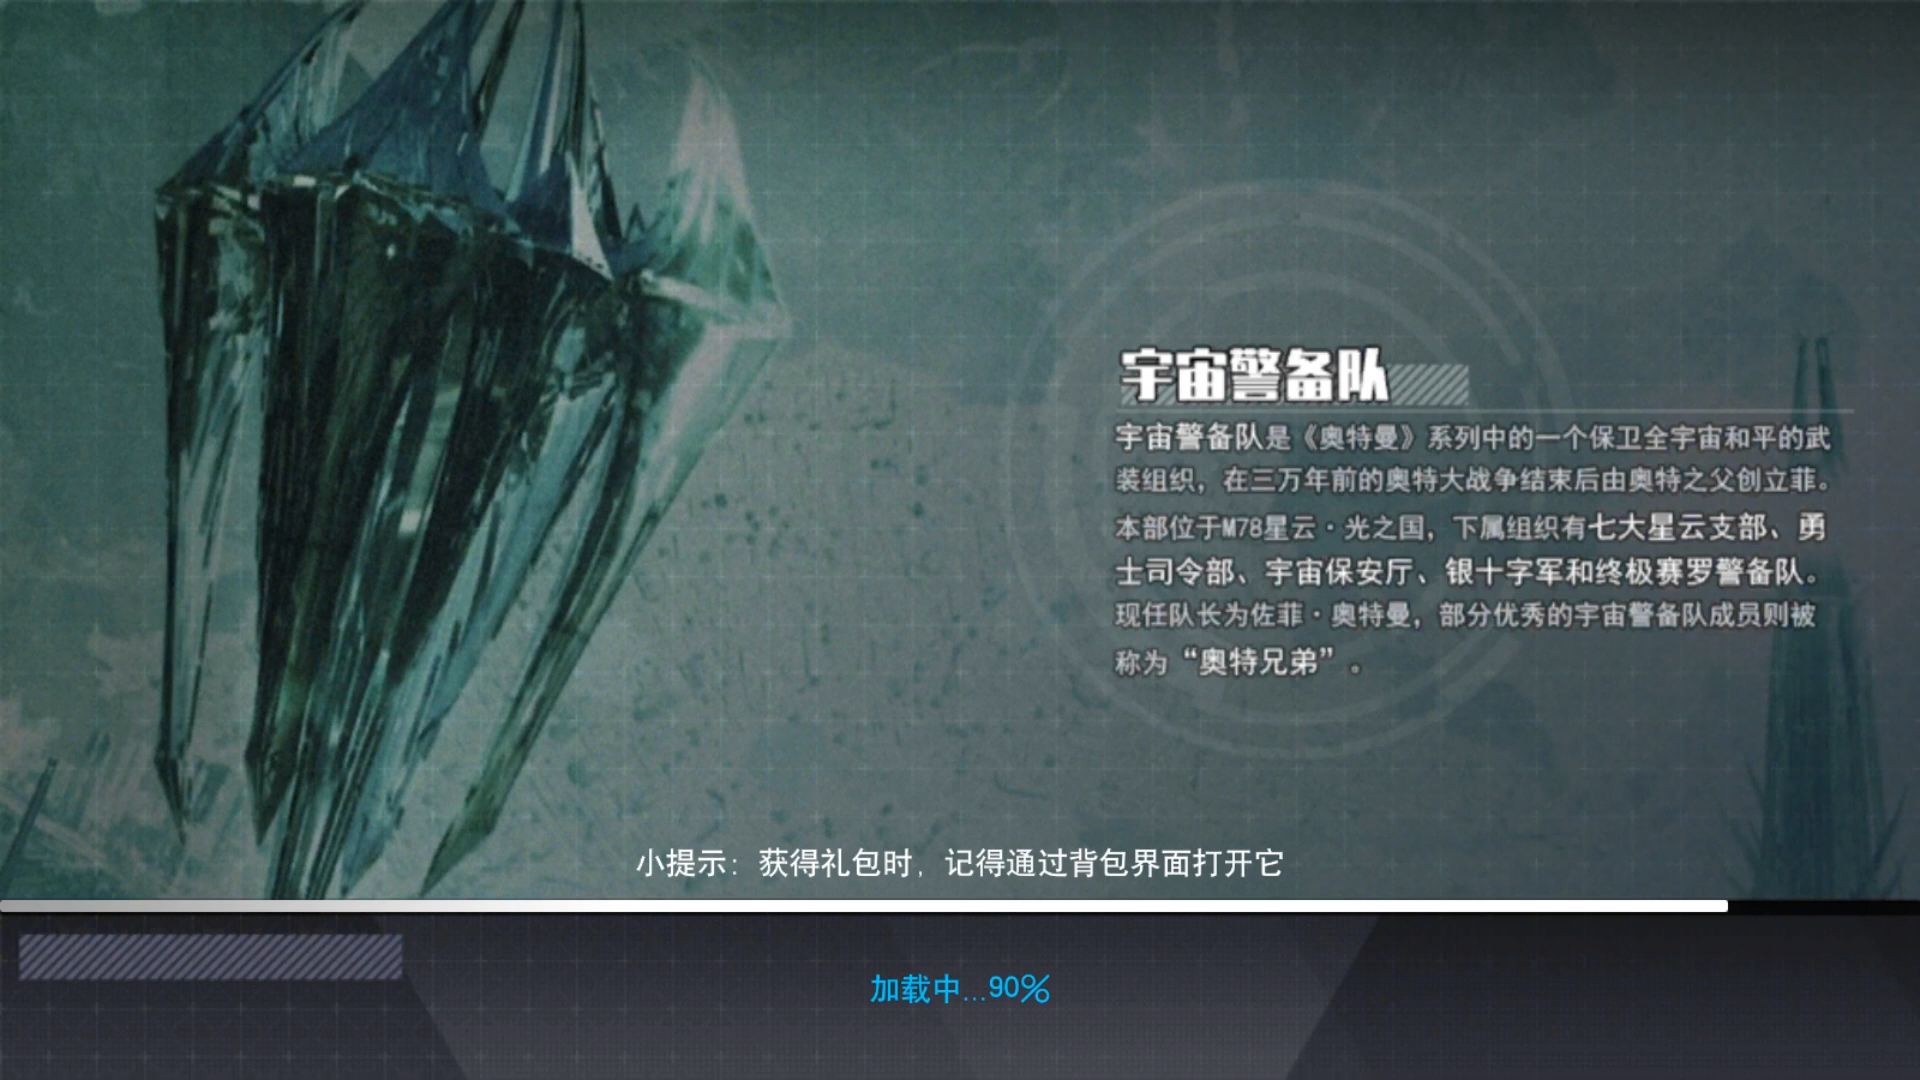 宇宙警备队
宇宙警备队是《奥特曼》系列中的一个保卫全宇宙和平的武
装组织，在三万年前的奥特大战争结束后由奥特之父创立菲。
本部位于M78星云·光之国，下属组织有七大星云支部、勇
士司令部、宇宙保安厅、银十字军和终极赛罗警备队。
现任队长为佐菲·奥特曼，部分优秀的宇宙警备队成员则被
称为“奥特兄弟”。
小提示：获得礼包时，记得通过背包界面打开它
加载中...90%